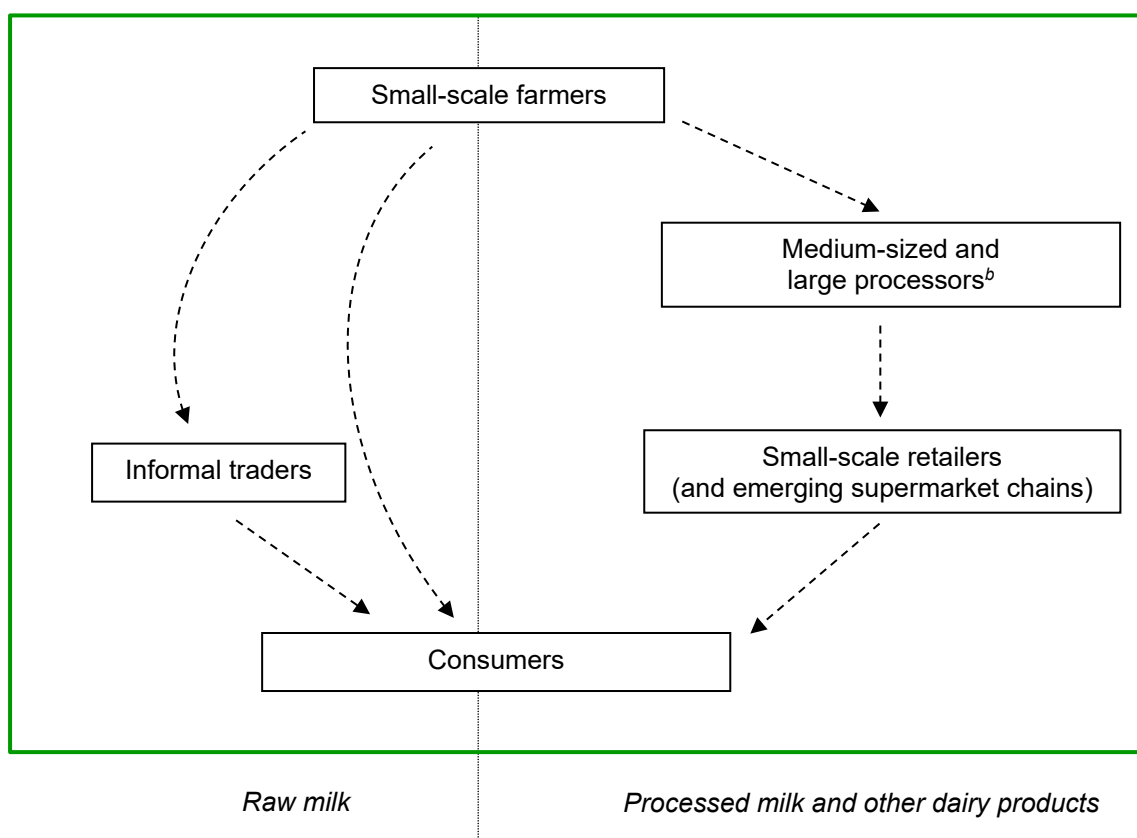 Small-scale farmers
Medium-sized and
large processorsb
Informal traders
Small-scale retailers
(and emerging supermarket chains)
Consumers
Raw milk
Processed milk and other dairy products